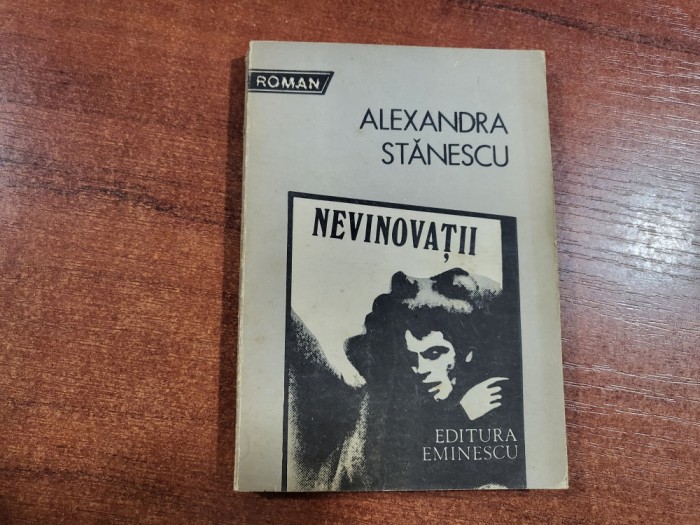 ROMAN
ALEXANDRA
STĂNESCU
NEVINOVAȚII
EDITURA
EMINESCU